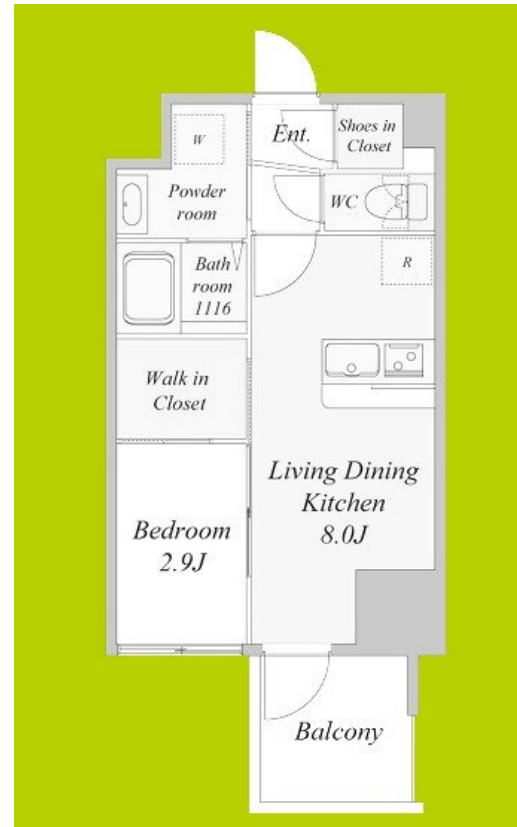 Ent.
Shoes in
Closet
W
WC
Powder
room
R
Bath
room
1116
Walk in
Closet
Living Dining
Kitchen
8.0J
Bedroom
2.9J
Balcony